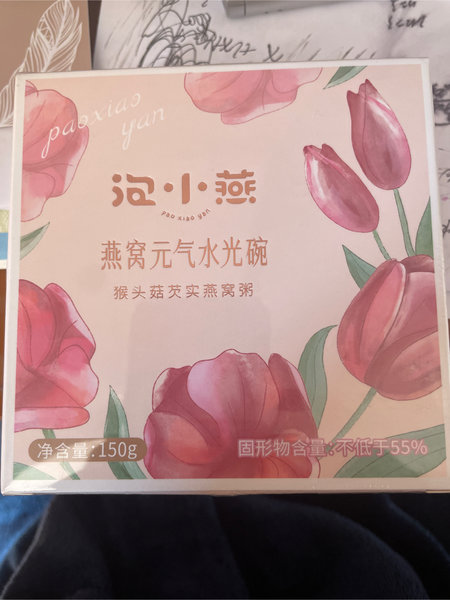 paoxiao
yan
泡小燕
pao xiao yan
燕窝元气水光碗
猴头菇芡实燕窝粥
净含量:150g
固形物含量:不低于55%